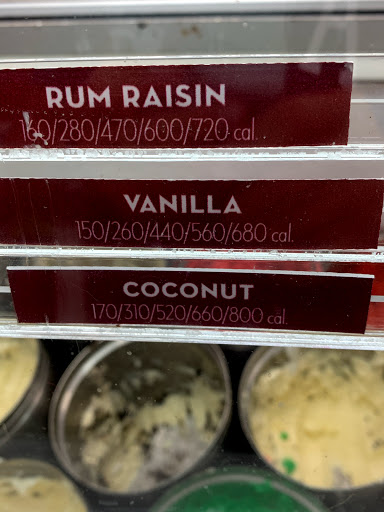 RUM RAISIN
160/280/470/600/720 cal.
VANILLA
150/260/440/560/680 cal.
COCONUT
170/310/520/660/800 cal.